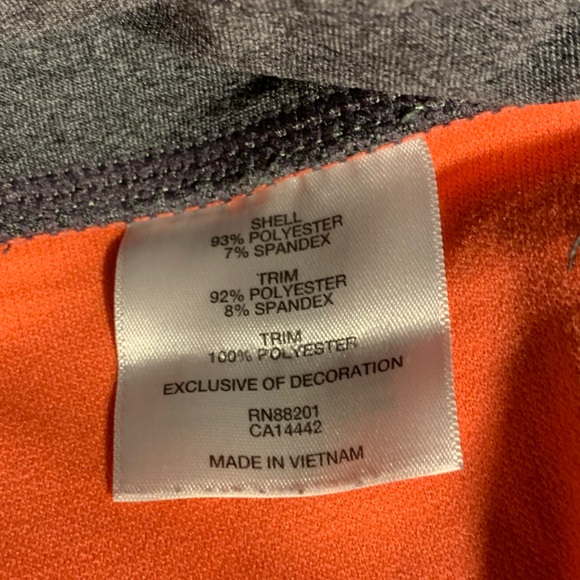 SHELL
93% POLYESTER
7% SPANDEX
TRIM
92% POLYESTER
8% SPANDEX
TRIM
100% POLYESTER
EXCLUSIVE OF DECORATION
RN88201
CA14442
MADE IN VIETNAM